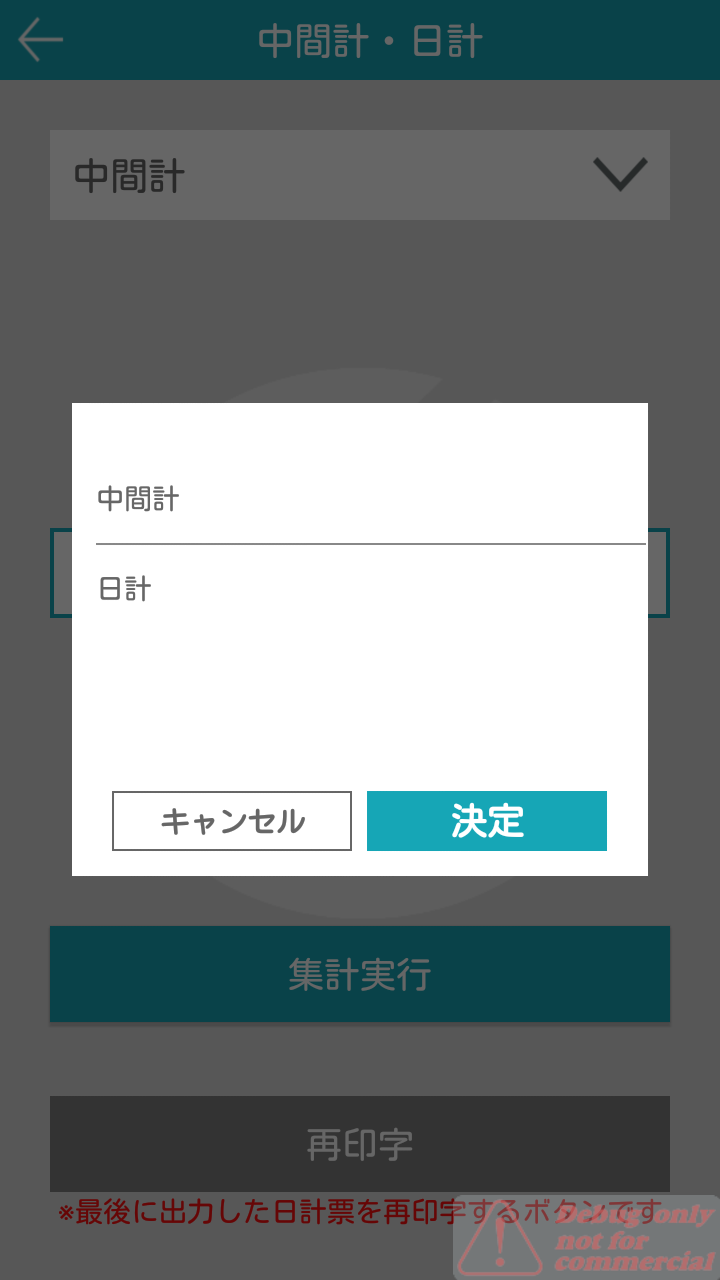 中間計・日計
中間計
中間計
日計
キャンセル
決定
集計実行
再印字
※最後に出力した日計票を再印字するボタンです
Debug only
not for
commercial